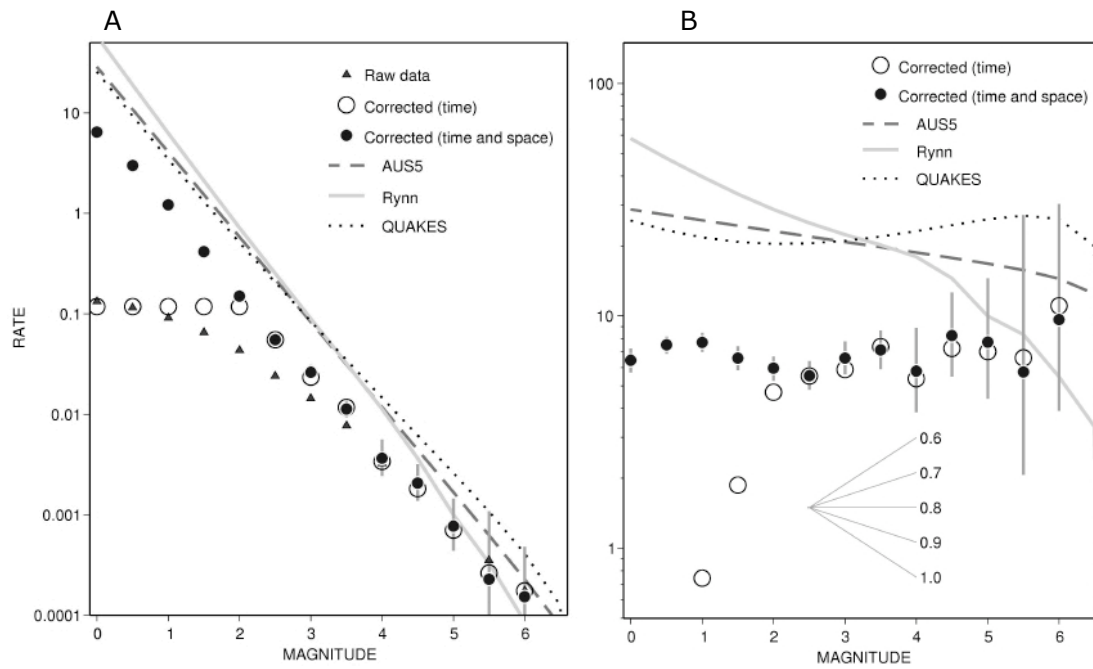 A
10
1
0.1
0.01
0.001
0.0001
RATE
0 1 2 3 4 5 6
MAGNITUDE
Raw data
Corrected (time)
Corrected (time and space)
AUS5
Rynn
QUAKES
B
100
10
1
0 1 2 3 4 5 6
MAGNITUDE
Corrected (time)
Corrected (time and space)
AUS5
Rynn
QUAKES
0.6
0.7
0.8
0.9
1.0